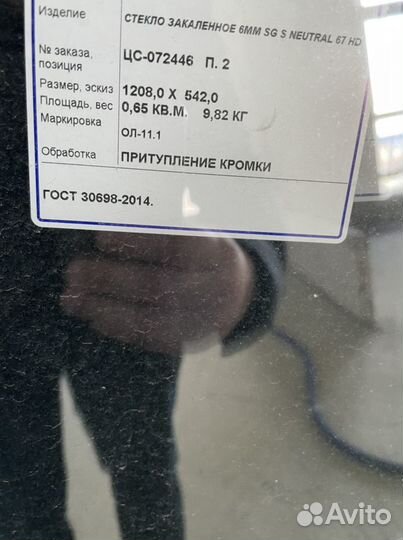 Изделие СТЕКЛО ЗАКАЛЕННОЕ 6ММ SG S NEUTRAL 67 HD
№ заказа, позиция ЦС-072446 П. 2
Размер, эскиз 1208,0 X 542,0
Площадь, вес 0,65 КВ.М. 9,82 КГ
Маркировка ОЛ-11.1
Обработка ПРИТУПЛЕНИЕ КРОМКИ
ГОСТ 30698-2014.
Avito